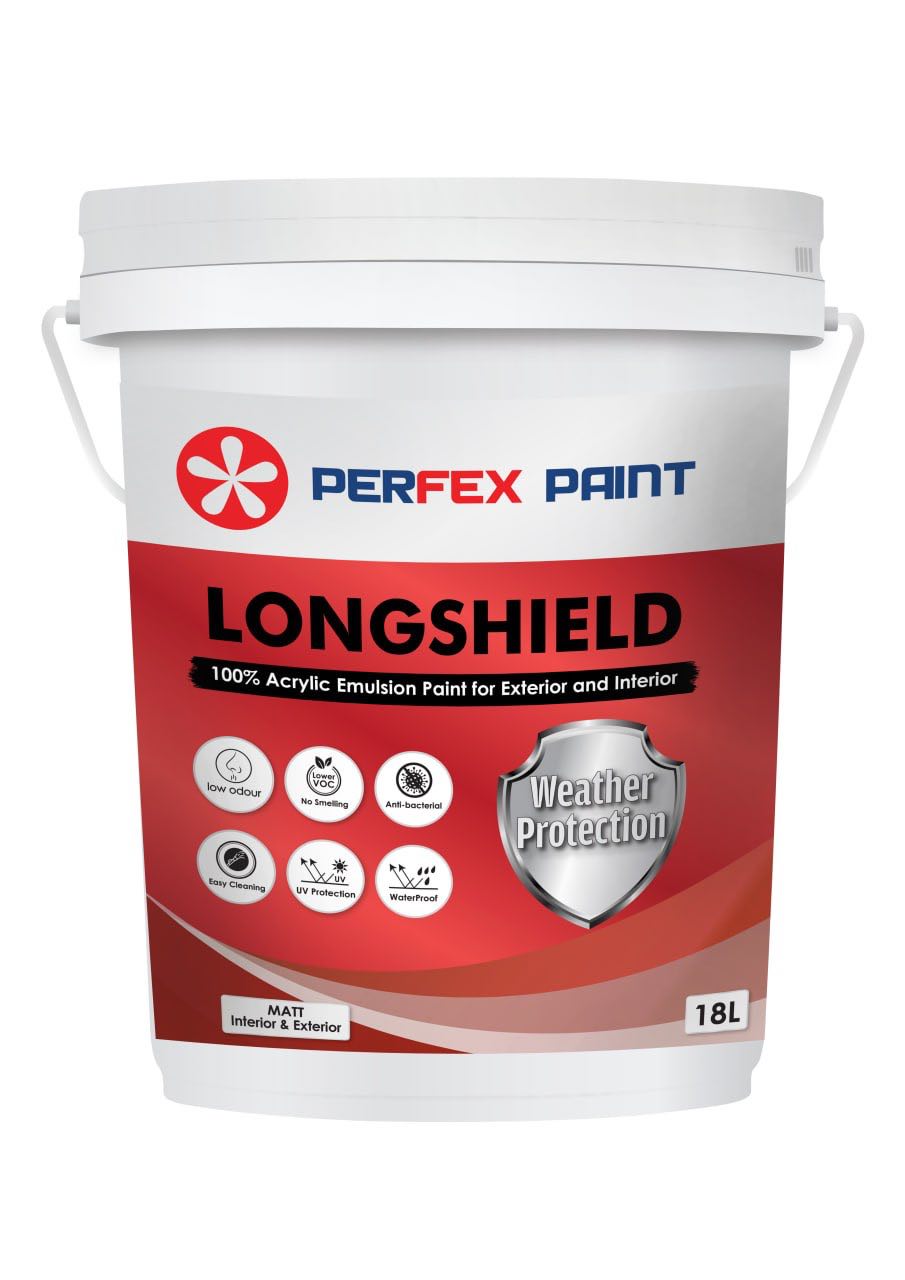 PERFEX PAINT
LONGSHIELD
100% Acrylic Emulsion Paint for Exterior and Interior
low odour
Lower
VOC
No Smelling
Anti-bacterial
Weather
Protection
Easy Cleaning
UV
UV Protection
WaterProof
MATT
Interior & Exterior
18L